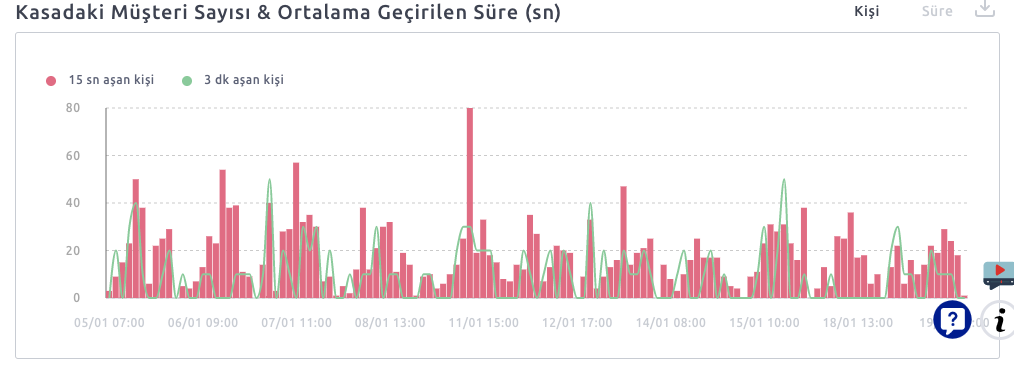 Kasadaki Müşteri Sayısı & Ortalama Geçirilen Süre (sn)
Kişi
Süre
15 sn aşan kişi
3 dk aşan kişi
80
60
40
20
0
05/01 07:00
06/01 09:00
07/01 11:00
08/01 13:00
11/01 15:00
12/01 17:00
14/01 08:00
15/01 10:00
18/01 13:00
?
i